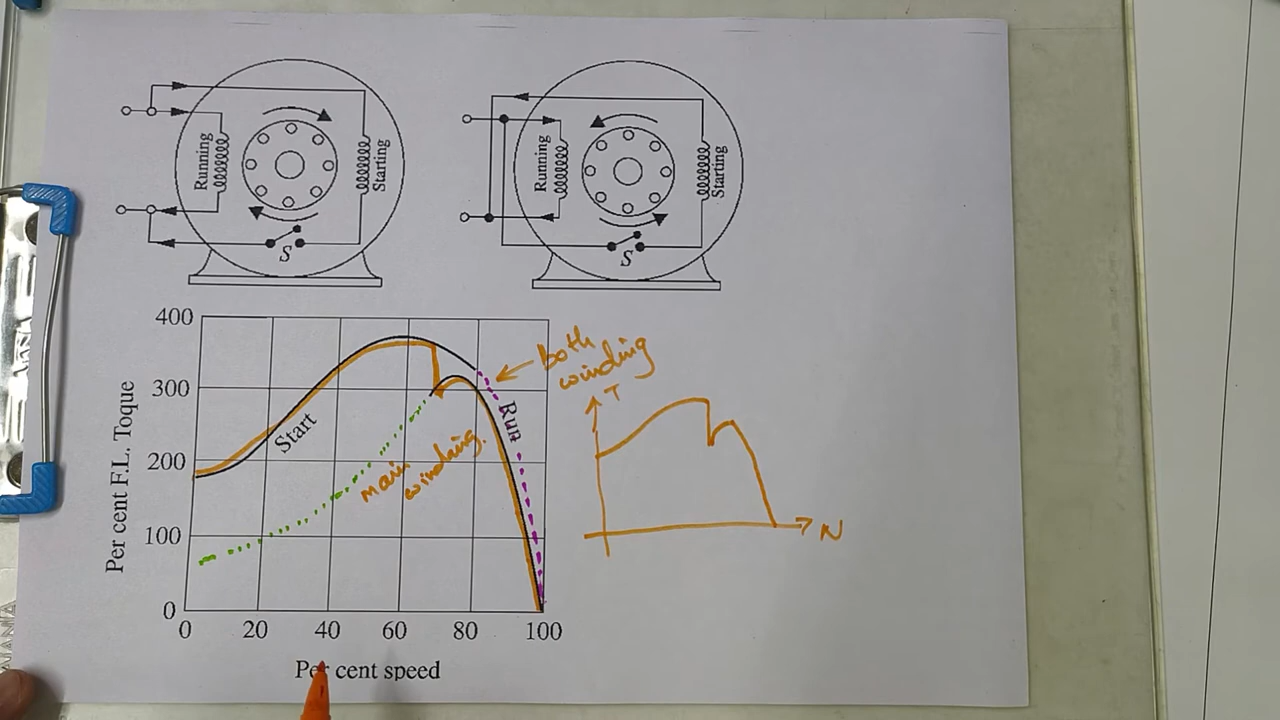 Running
Starting
S
Running
Starting
S
400
300
200
100
0
Per cent F.L. Toque
Start
Run
main
winding.
Both
winding
T
N
0 20 40 60 80 100
Per cent speed